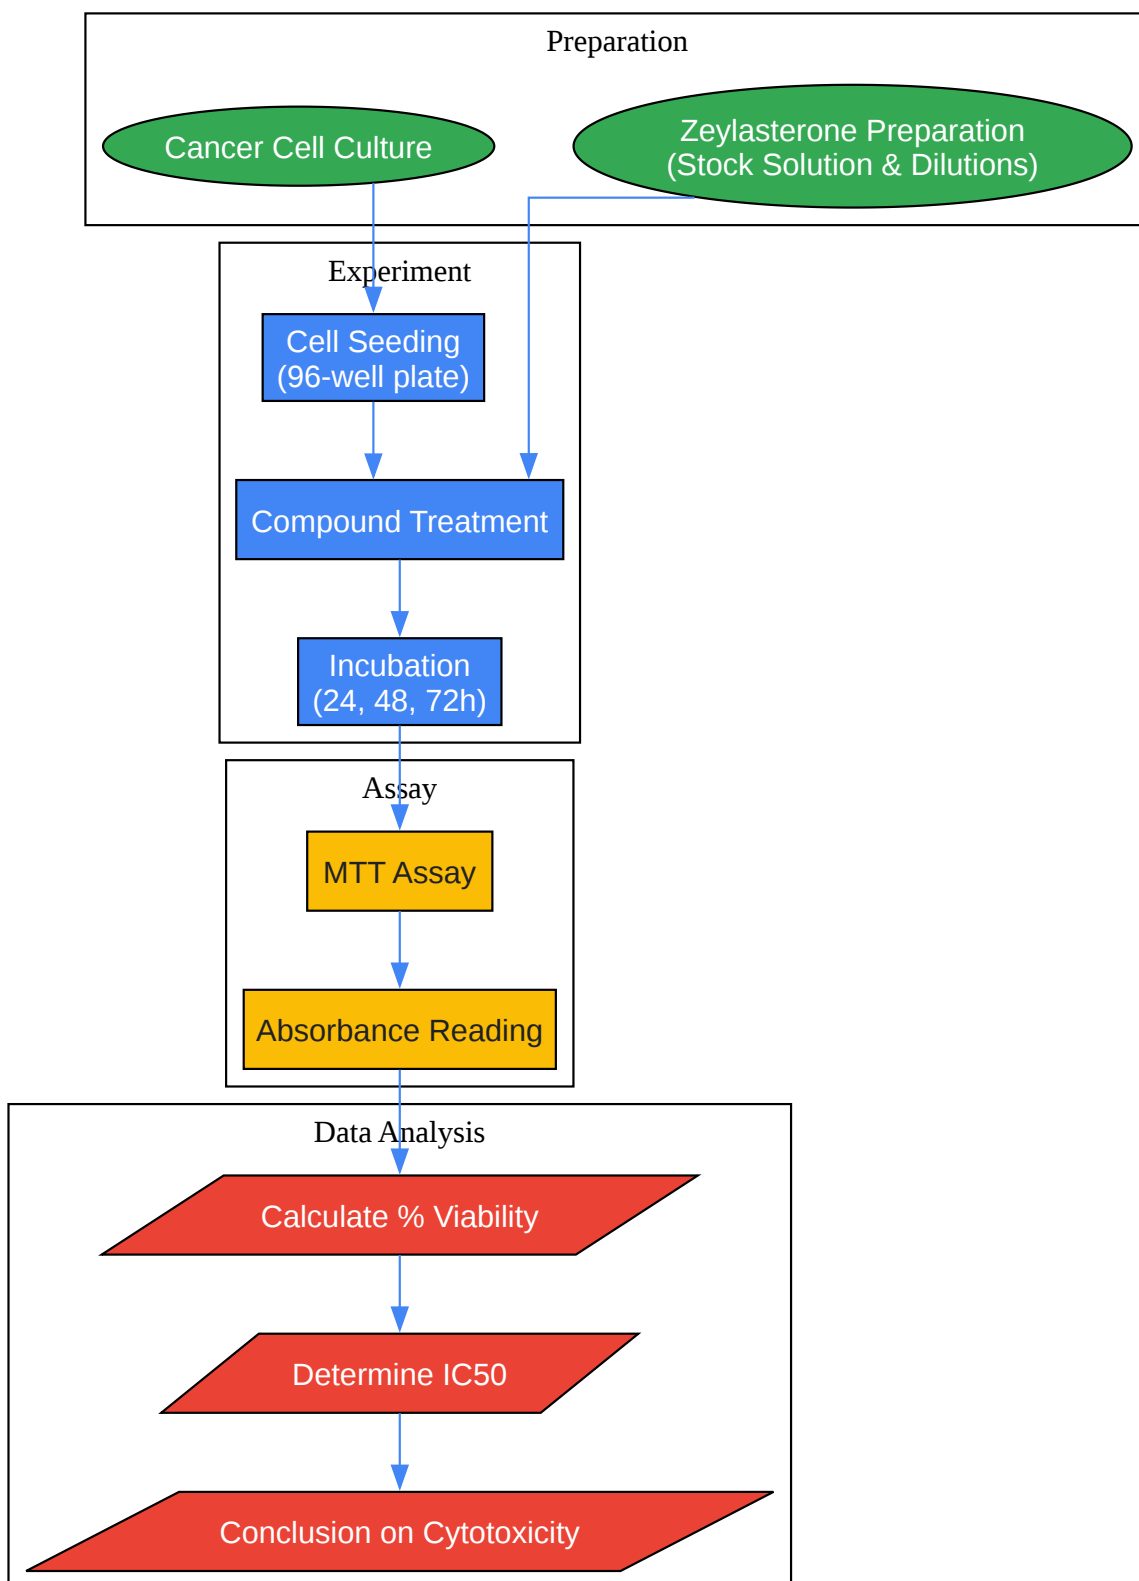 Preparation
Cancer Cell Culture
Zeylasterone Preparation
(Stock Solution & Dilutions)
Experiment
Cell Seeding
(96-well plate)
Compound Treatment
Incubation
(24, 48, 72h)
Assay
MTT Assay
Absorbance Reading
Data Analysis
Calculate % Viability
Determine IC50
Conclusion on Cytotoxicity